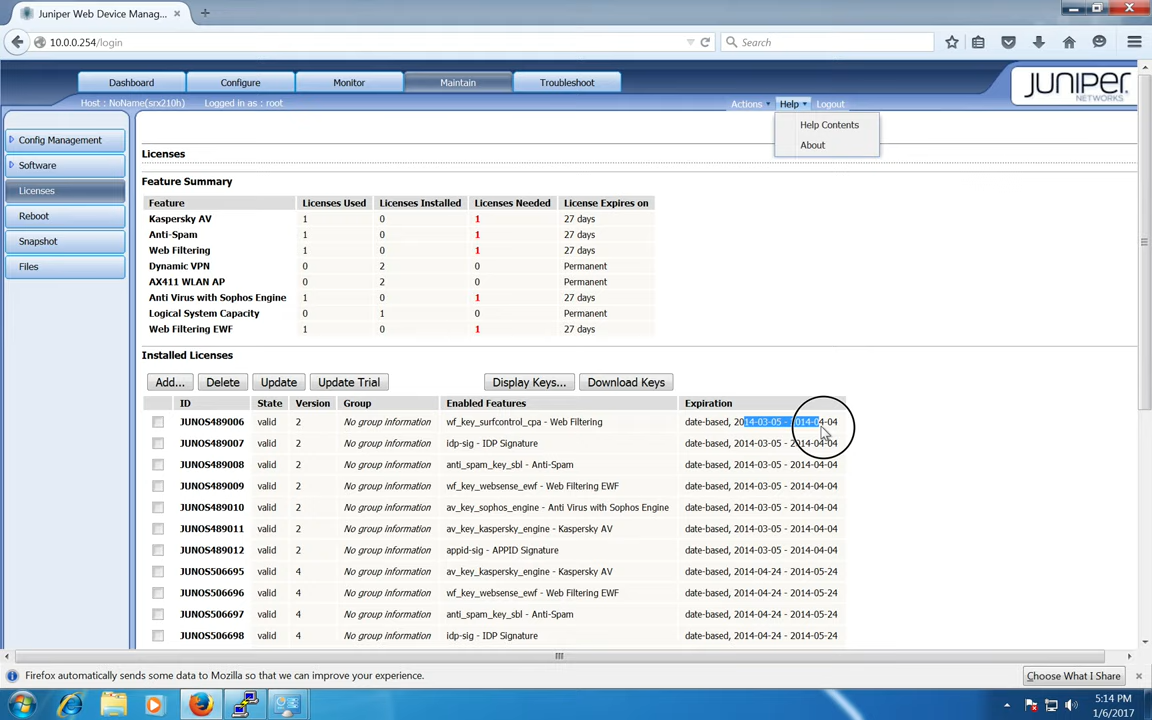 Juniper Web Device Manag...
10.0.0.254/login
Search
Dashboard Configure Monitor Maintain Troubleshoot
JUNIPER
NETWORKS
Host : NoName(srx210h) Logged in as : root Actions Help Logout
Help Contents
About
Config Management
Software
Licenses
Reboot
Snapshot
Files
Licenses
Feature Summary
Feature Licenses Used Licenses Installed Licenses Needed License Expires on
Kaspersky AV 1 0 1 27 days
Anti-Spam 1 0 1 27 days
Web Filtering 1 0 1 27 days
Dynamic VPN 0 2 0 Permanent
AX411 WLAN AP 0 2 0 Permanent
Anti Virus with Sophos Engine 1 0 1 27 days
Logical System Capacity 0 1 0 Permanent
Web Filtering EWF 1 0 1 27 days
Installed Licenses
Add... Delete Update Update Trial Display Keys... Download Keys
ID State Version Group Enabled Features Expiration
JUNOS489006 valid 2 No group information wf_key_surfcontrol_cpa - Web Filtering date-based, 2014-03-05 - 2014-04-04
JUNOS489007 valid 2 No group information idp-sig - IDP Signature date-based, 2014-03-05 - 2014-04-04
JUNOS489008 valid 2 No group information anti_spam_key_sbl - Anti-Spam date-based, 2014-03-05 - 2014-04-04
JUNOS489009 valid 2 No group information wf_key_websense_ewf - Web Filtering EWF date-based, 2014-03-05 - 2014-04-04
JUNOS489010 valid 2 No group information av_key_sophos_engine - Anti Virus with Sophos Engine date-based, 2014-03-05 - 2014-04-04
JUNOS489011 valid 2 No group information av_key_kaspersky_engine - Kaspersky AV date-based, 2014-03-05 - 2014-04-04
JUNOS489012 valid 2 No group information appid-sig - APPID Signature date-based, 2014-03-05 - 2014-04-04
JUNOS506695 valid 4 No group information av_key_kaspersky_engine - Kaspersky AV date-based, 2014-04-24 - 2014-05-24
JUNOS506696 valid 4 No group information wf_key_websense_ewf - Web Filtering EWF date-based, 2014-04-24 - 2014-05-24
JUNOS506697 valid 4 No group information anti_spam_key_sbl - Anti-Spam date-based, 2014-04-24 - 2014-05-24
JUNOS506698 valid 4 No group information idp-sig - IDP Signature date-based, 2014-04-24 - 2014-05-24
Firefox automatically sends some data to Mozilla so that we can improve your experience. Choose What I Share
5:14 PM
1/6/2017